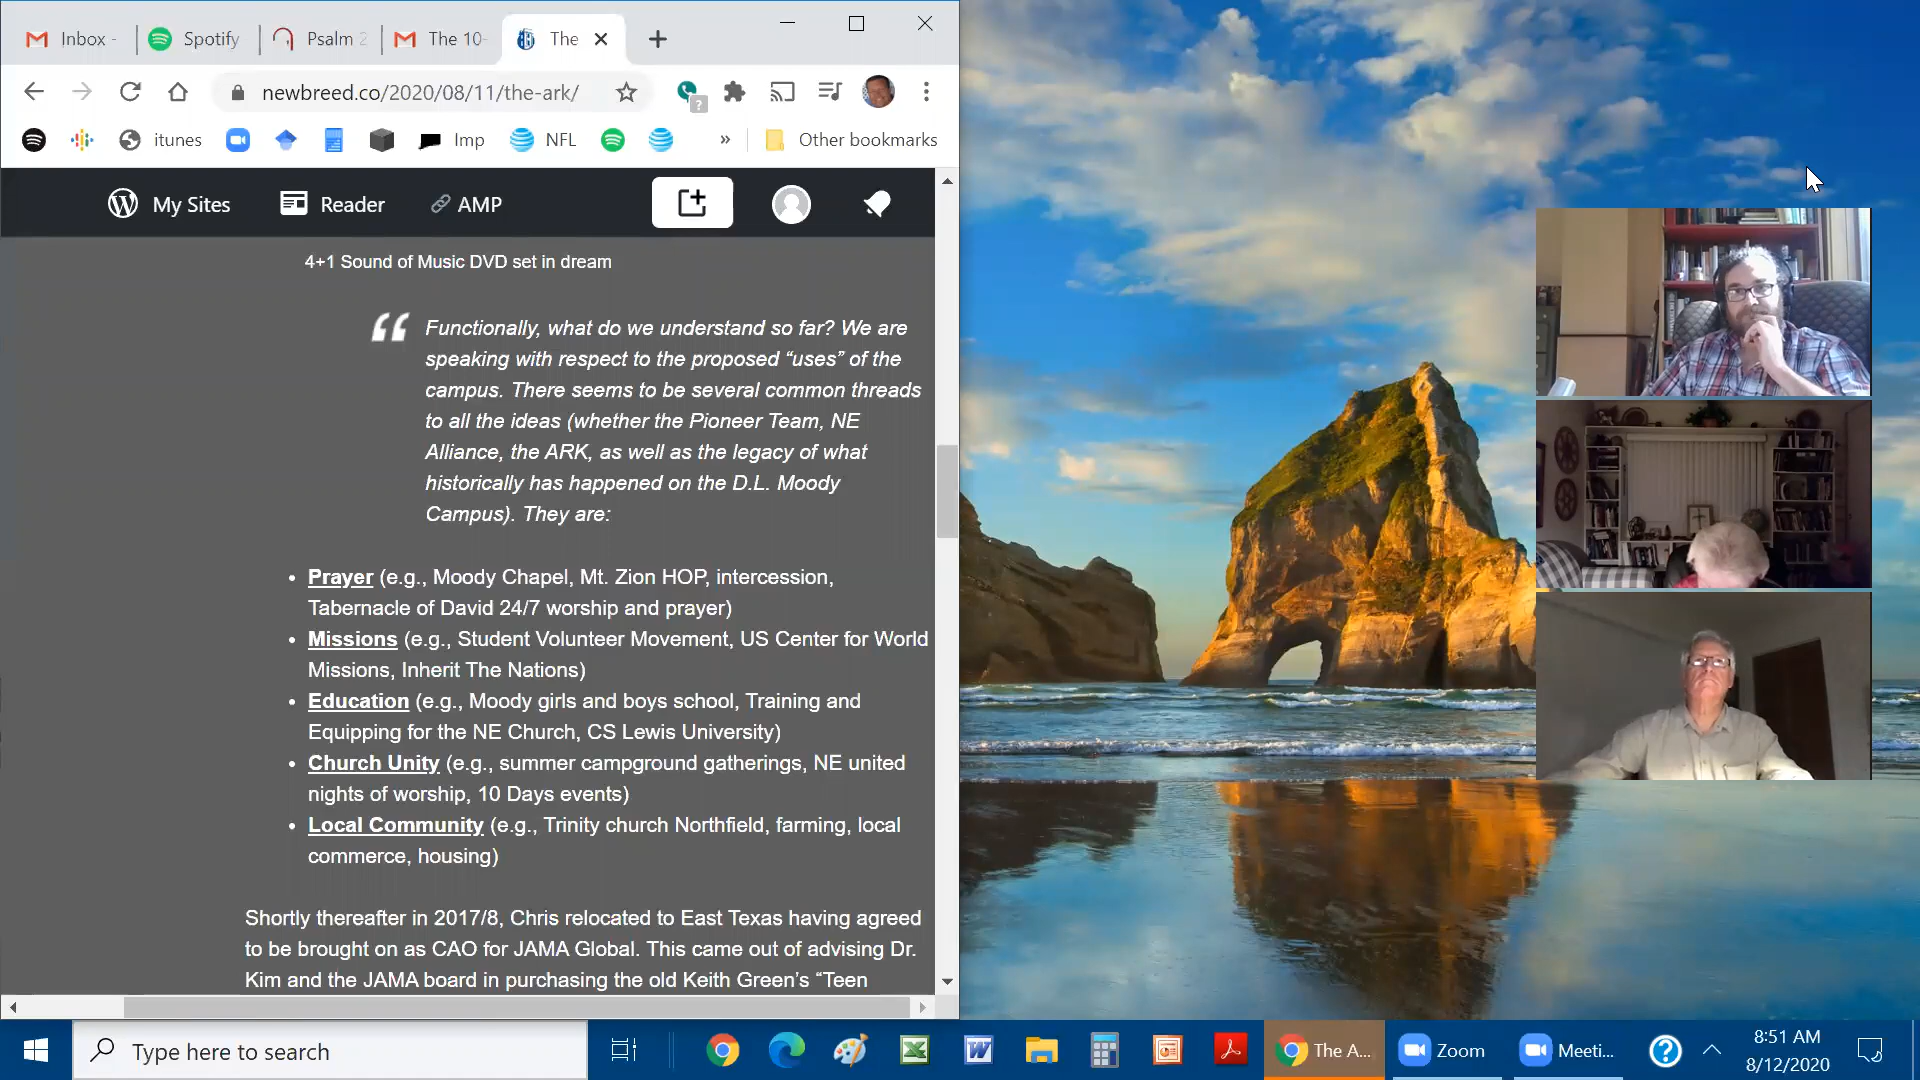 Inbox -
Spotify
Psalm 2
The 10-
The
newbreed.co/2020/08/11/the-ark/
?
itunes
Imp
NFL
»
Other bookmarks
My Sites
Reader
AMP
4+1 Sound of Music DVD set in dream
“ Functionally, what do we understand so far? We are
speaking with respect to the proposed “uses” of the
campus. There seems to be several common threads
to all the ideas (whether the Pioneer Team, NE
Alliance, the ARK, as well as the legacy of what
historically has happened on the D.L. Moody
Campus). They are:
• Prayer (e.g., Moody Chapel, Mt. Zion HOP, intercession,
Tabernacle of David 24/7 worship and prayer)
• Missions (e.g., Student Volunteer Movement, US Center for World
Missions, Inherit The Nations)
• Education (e.g., Moody girls and boys school, Training and
Equipping for the NE Church, CS Lewis University)
• Church Unity (e.g., summer campground gatherings, NE united
nights of worship, 10 Days events)
• Local Community (e.g., Trinity church Northfield, farming, local
commerce, housing)
Shortly thereafter in 2017/8, Chris relocated to East Texas having agreed
to be brought on as CAO for JAMA Global. This came out of advising Dr.
Kim and the JAMA board in purchasing the old Keith Green’s “Teen
Type here to search
The A...
Zoom
Meeti...
8:51 AM
8/12/2020